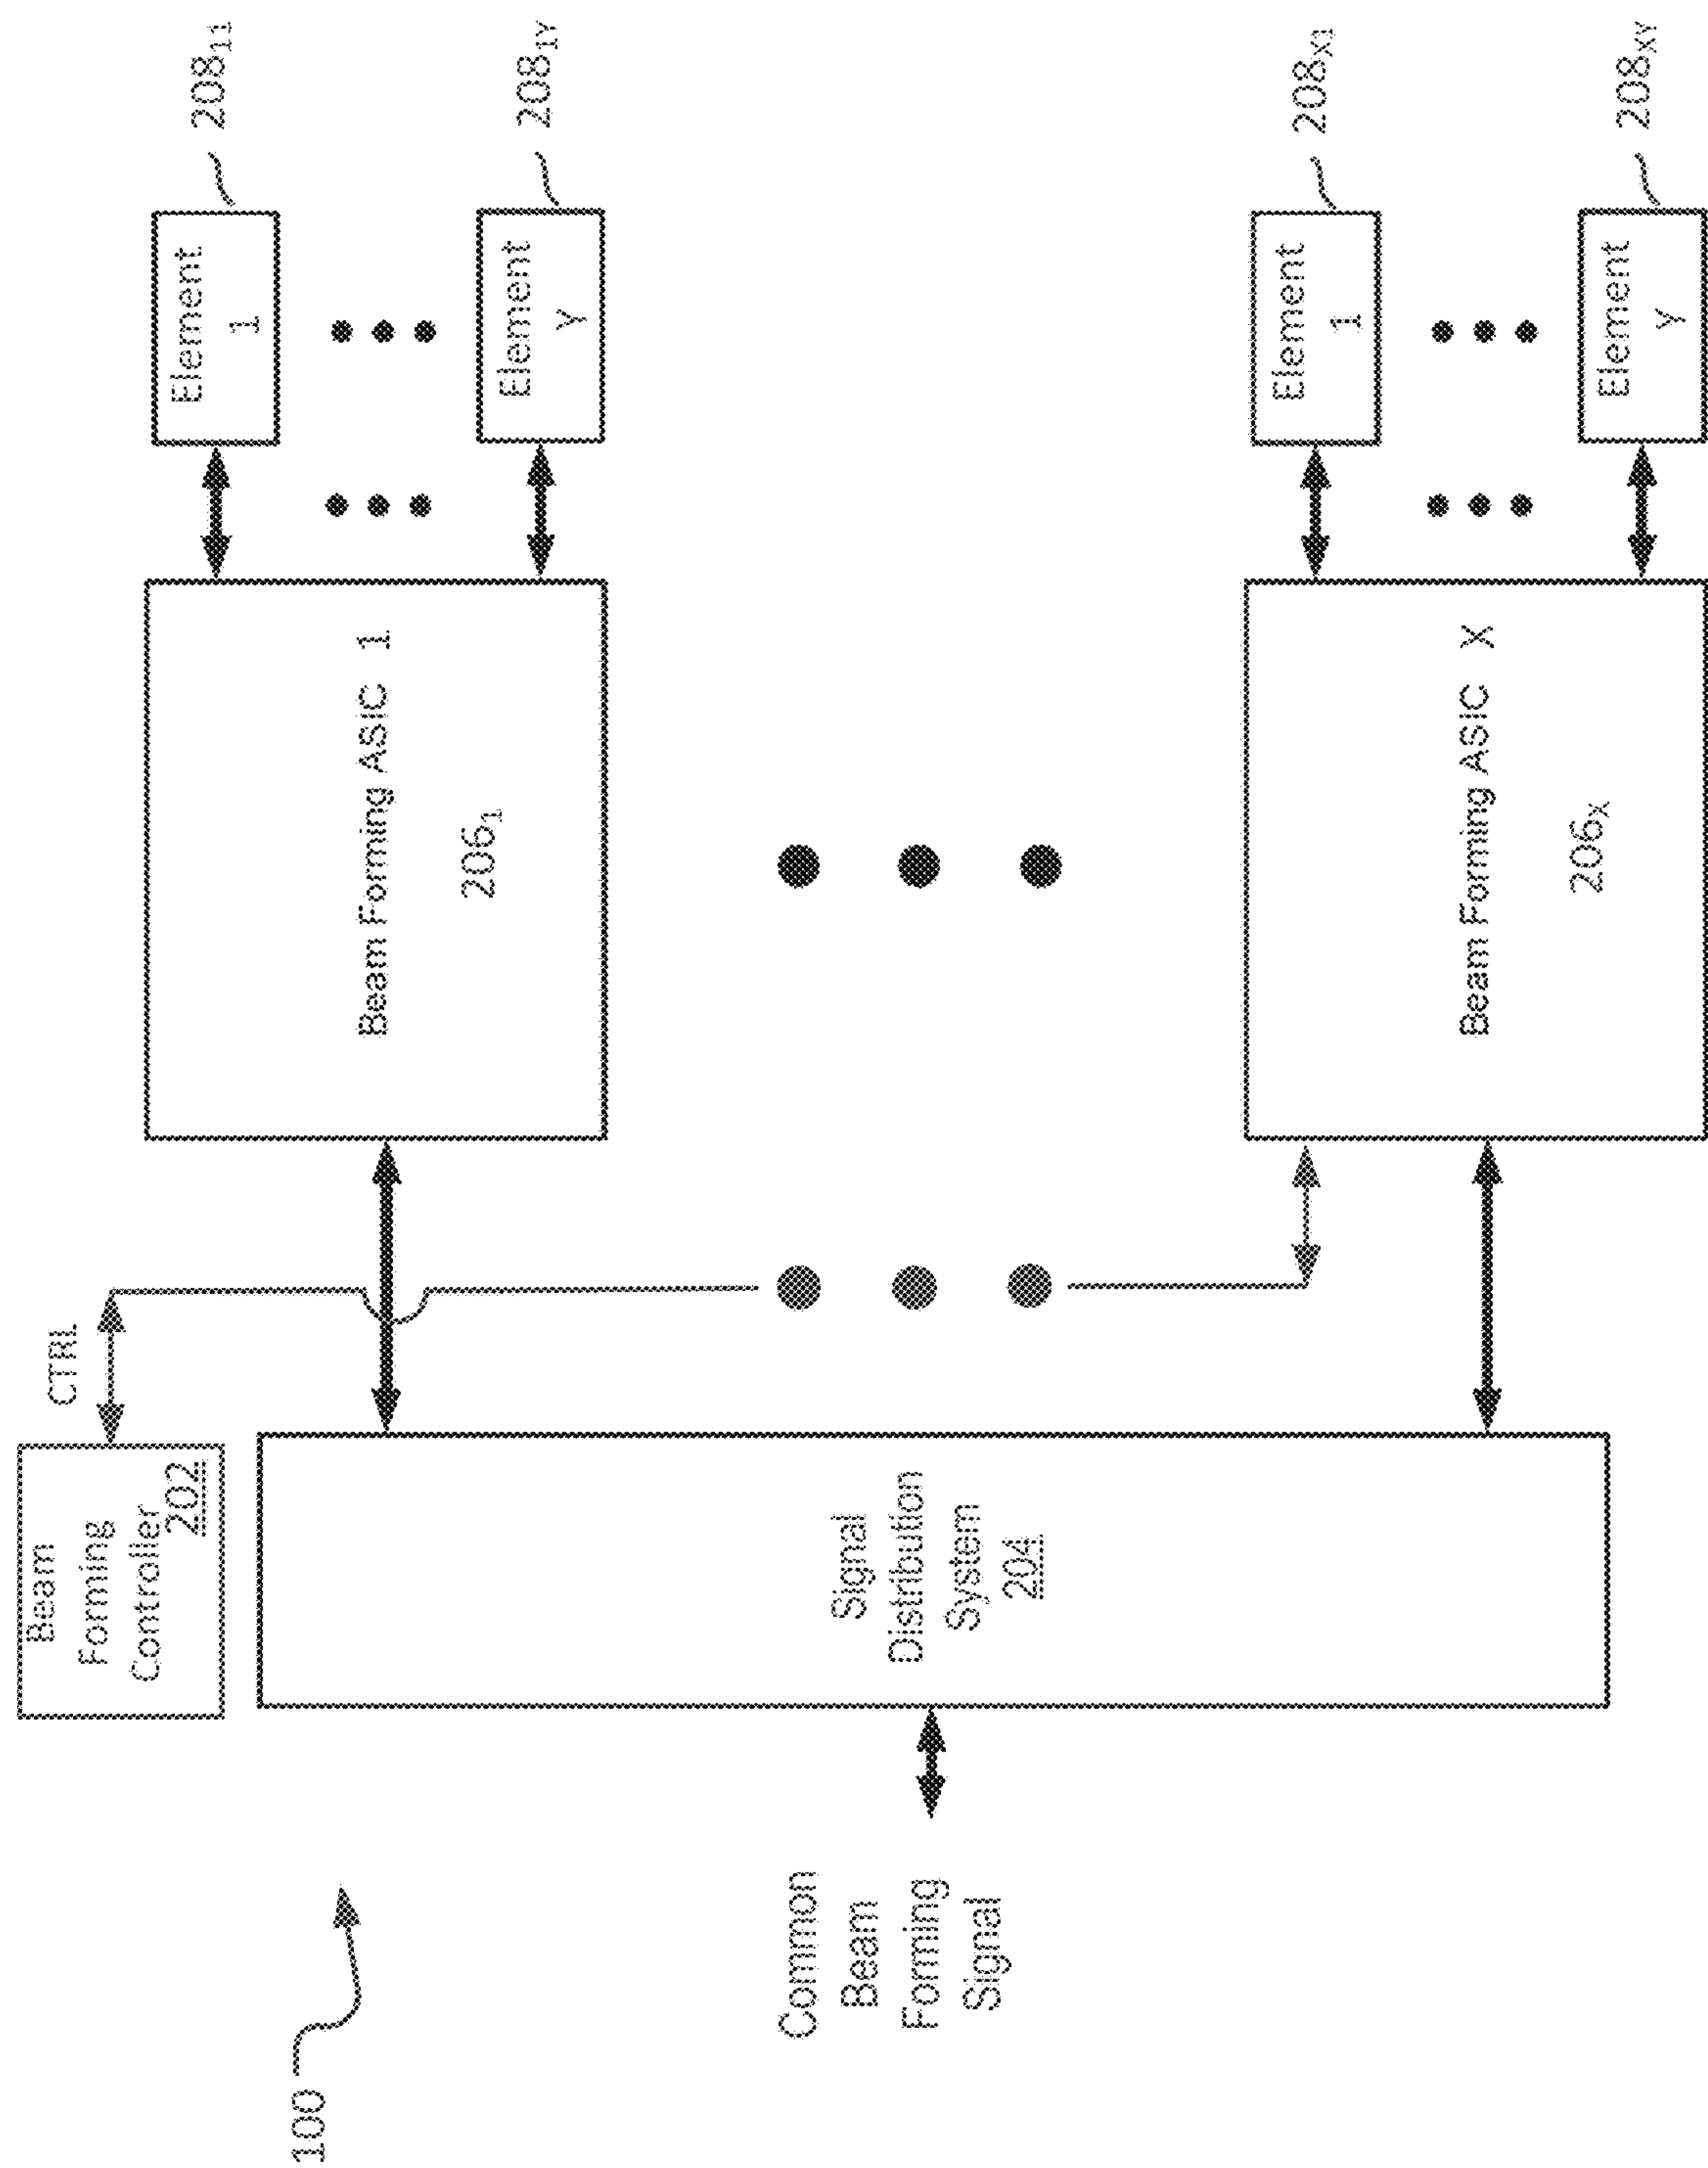 100
Common
Beam
Forming
Signal
Beam
Forming
Controller
202
CTRL
Signal
Distribution
System
204
Beam Forming ASIC 1
206₁
Beam Forming ASIC X
206ₓ
Element
1
208₁₁
Element
Y
208₁Y
Element
1
208X₁
Element
Y
208XY